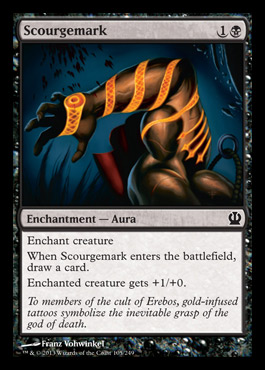 Scourgemark 1
Enchantment — Aura
Enchant creature
When Scourgemark enters the battlefield,
draw a card.
Enchanted creature gets +1/+0.
To members of the cult of Erebos, gold-infused
tattoos symbolize the inevitable grasp of the
god of death.
Franz Vohwinkel
™ & © 2013 Wizards of the Coast 105/249